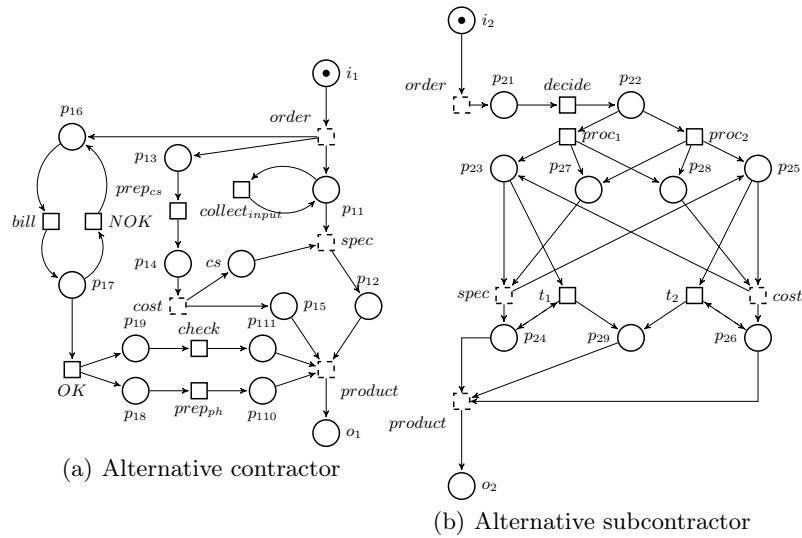 i1
order
p16
p13
prepcs
collectinput
p11
bill
NOK
spec
p14
cs
p12
p17
cost
p15
p19
check
p111
OK
p18
prepph
p110
product
o1
(a) Alternative contractor
i2
order
p21
decide
p22
proc1
proc2
p23
p27
p28
p25
spec
t1
t2
cost
p24
p29
p26
product
o2
(b) Alternative subcontractor